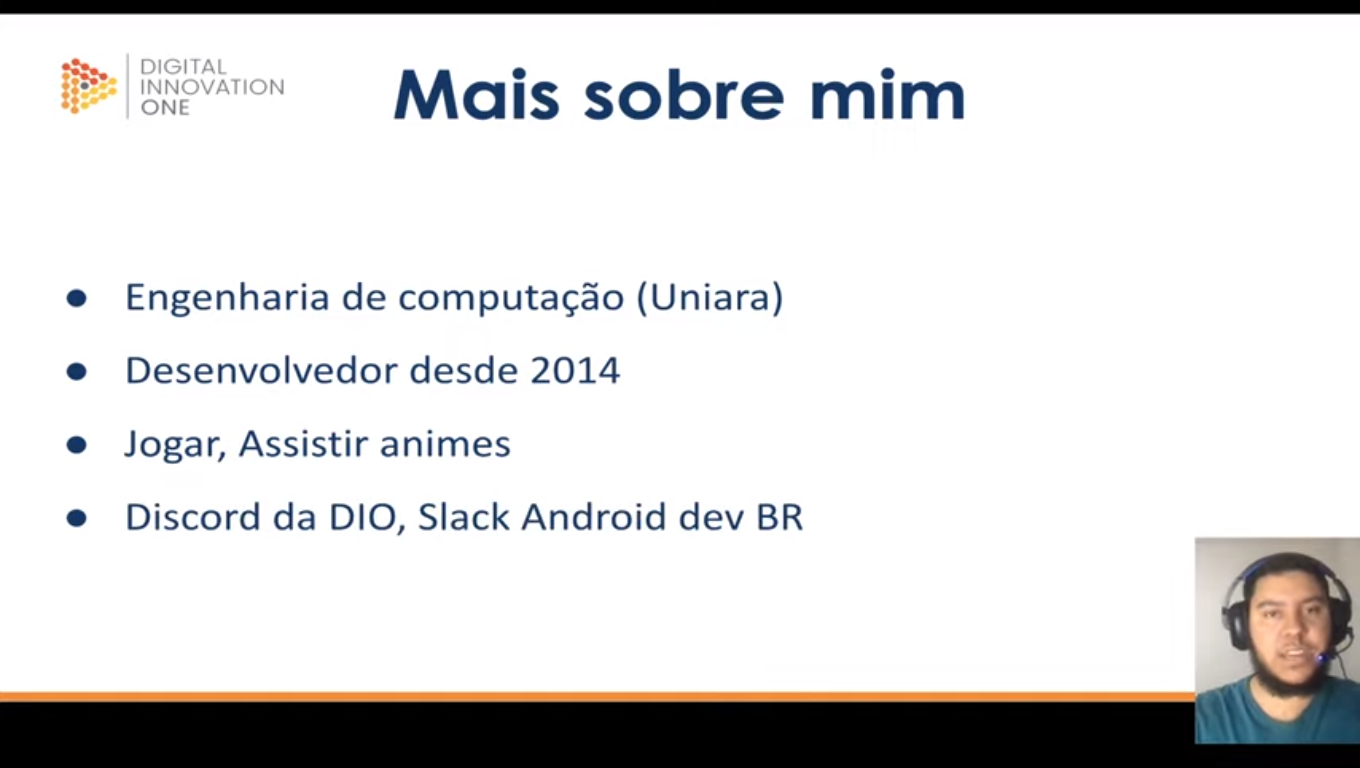 DIGITAL
INNOVATION
ONE
Mais sobre mim
Engenharia de computação (Uniara)
Desenvolvedor desde 2014
Jogar, Assistir animes
Discord da DIO, Slack Android dev BR